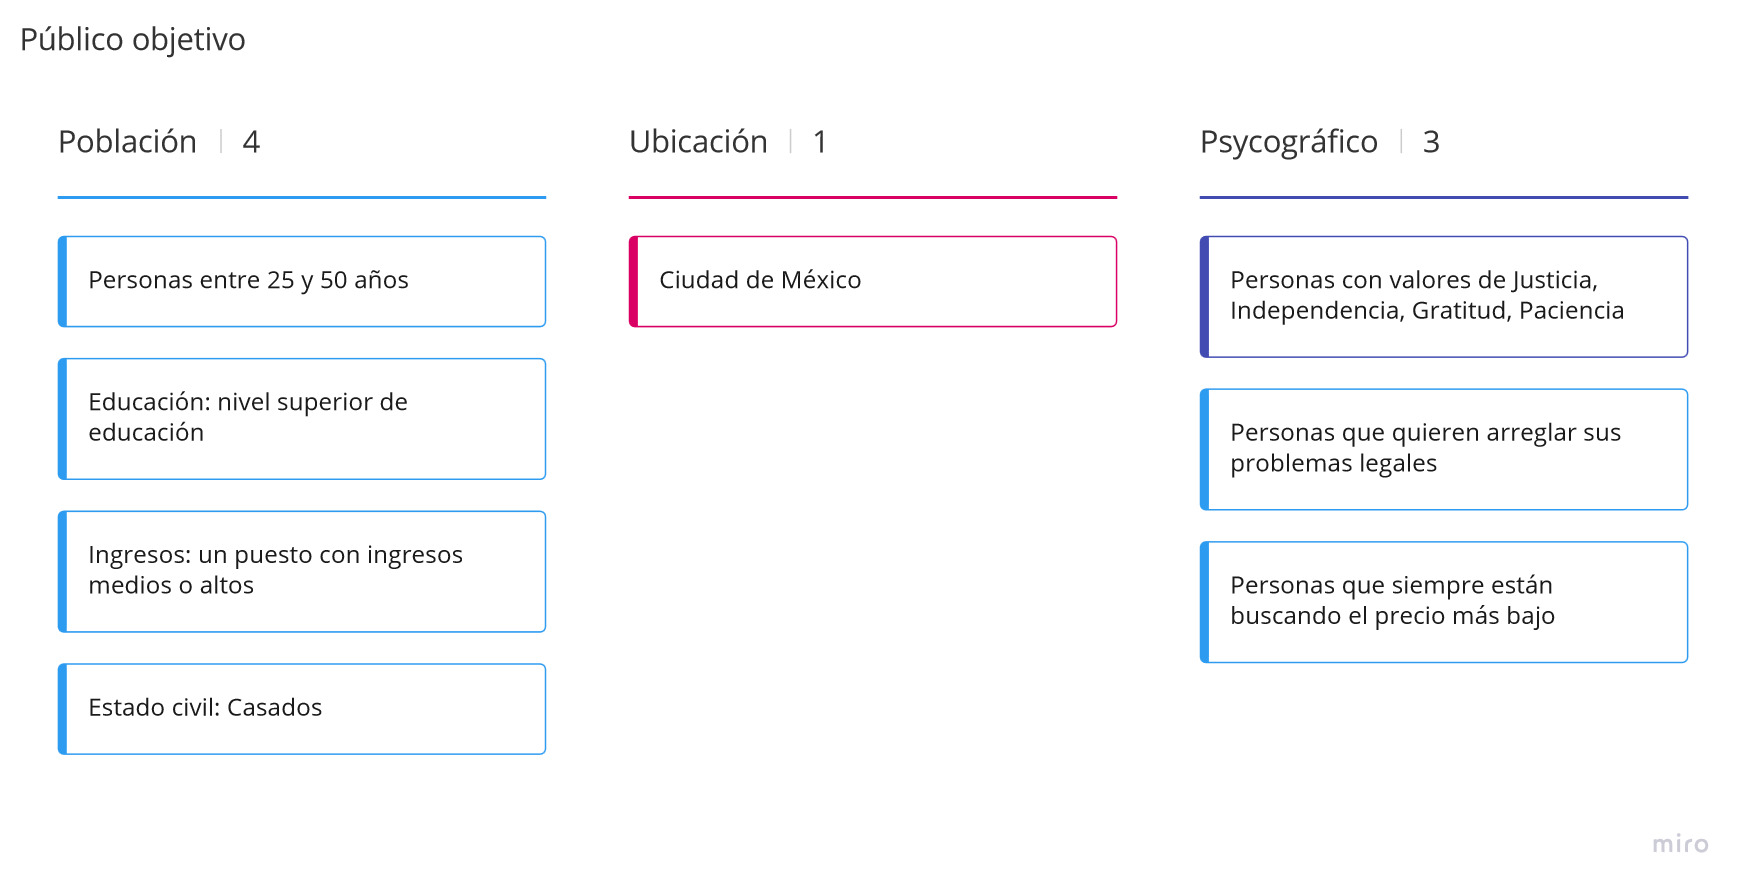 Público objetivo
Población | 4
Personas entre 25 y 50 años
Educación: nivel superior de
educación
Ingresos: un puesto con ingresos
medios o altos
Estado civil: Casados
Ubicación | 1
Ciudad de México
Psycográfico | 3
Personas con valores de Justicia,
Independencia, Gratitud, Paciencia
Personas que quieren arreglar sus
problemas legales
Personas que siempre están
buscando el precio más bajo
miro